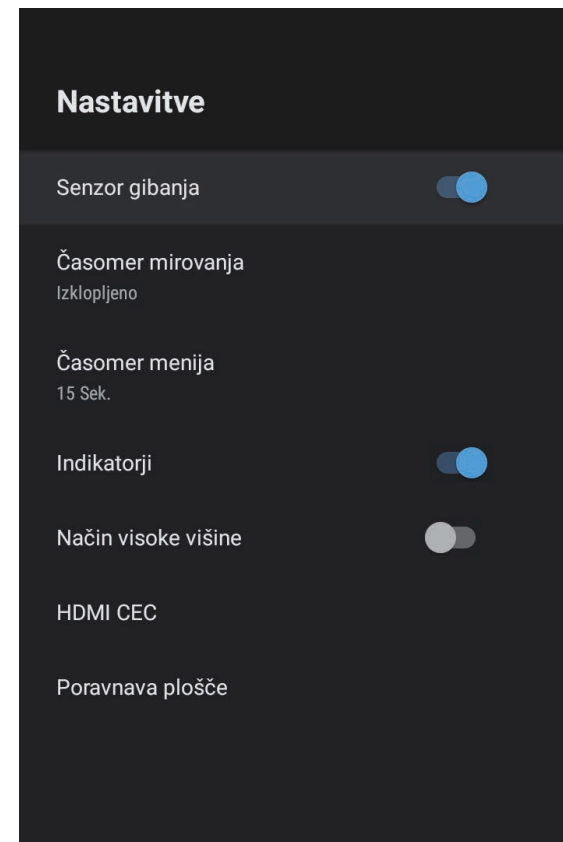 Nastavitve
Senzor gibanja
Časomer mirovanja
Izklopljeno
Časomer menija
15 Sek.
Indikatorji
Način visoke višine
HDMI CEC
Poravnava plošče